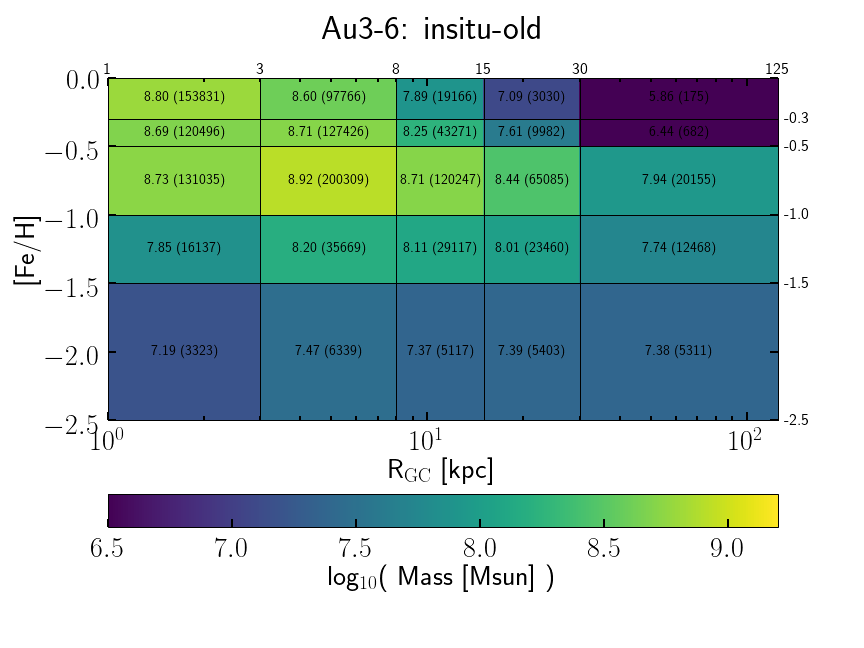 Au3-6: insitu-old
1 3 8 15 30 125
0.0 8.80 (153831) 8.60 (97766) 7.89 (19166) 7.09 (3030) 5.86 (175)
-0.3
8.69 (120496) 8.71 (127426) 8.25 (43271) 7.61 (9982) 6.44 (682)
−0.5 -0.5
8.73 (131035) 8.92 (200309) 8.71 (120247) 8.44 (65085) 7.94 (20155)
−1.0 -1.0
[Fe/H]
7.85 (16137) 8.20 (35669) 8.11 (29117) 8.01 (23460) 7.74 (12468)
−1.5 -1.5
7.19 (3323) 7.47 (6339) 7.37 (5117) 7.39 (5403) 7.38 (5311)
−2.0
−2.5 -2.5
10⁰ 10¹ 10²
R_GC [kpc]
6.5 7.0 7.5 8.0 8.5 9.0
log₁₀( Mass [Msun] )